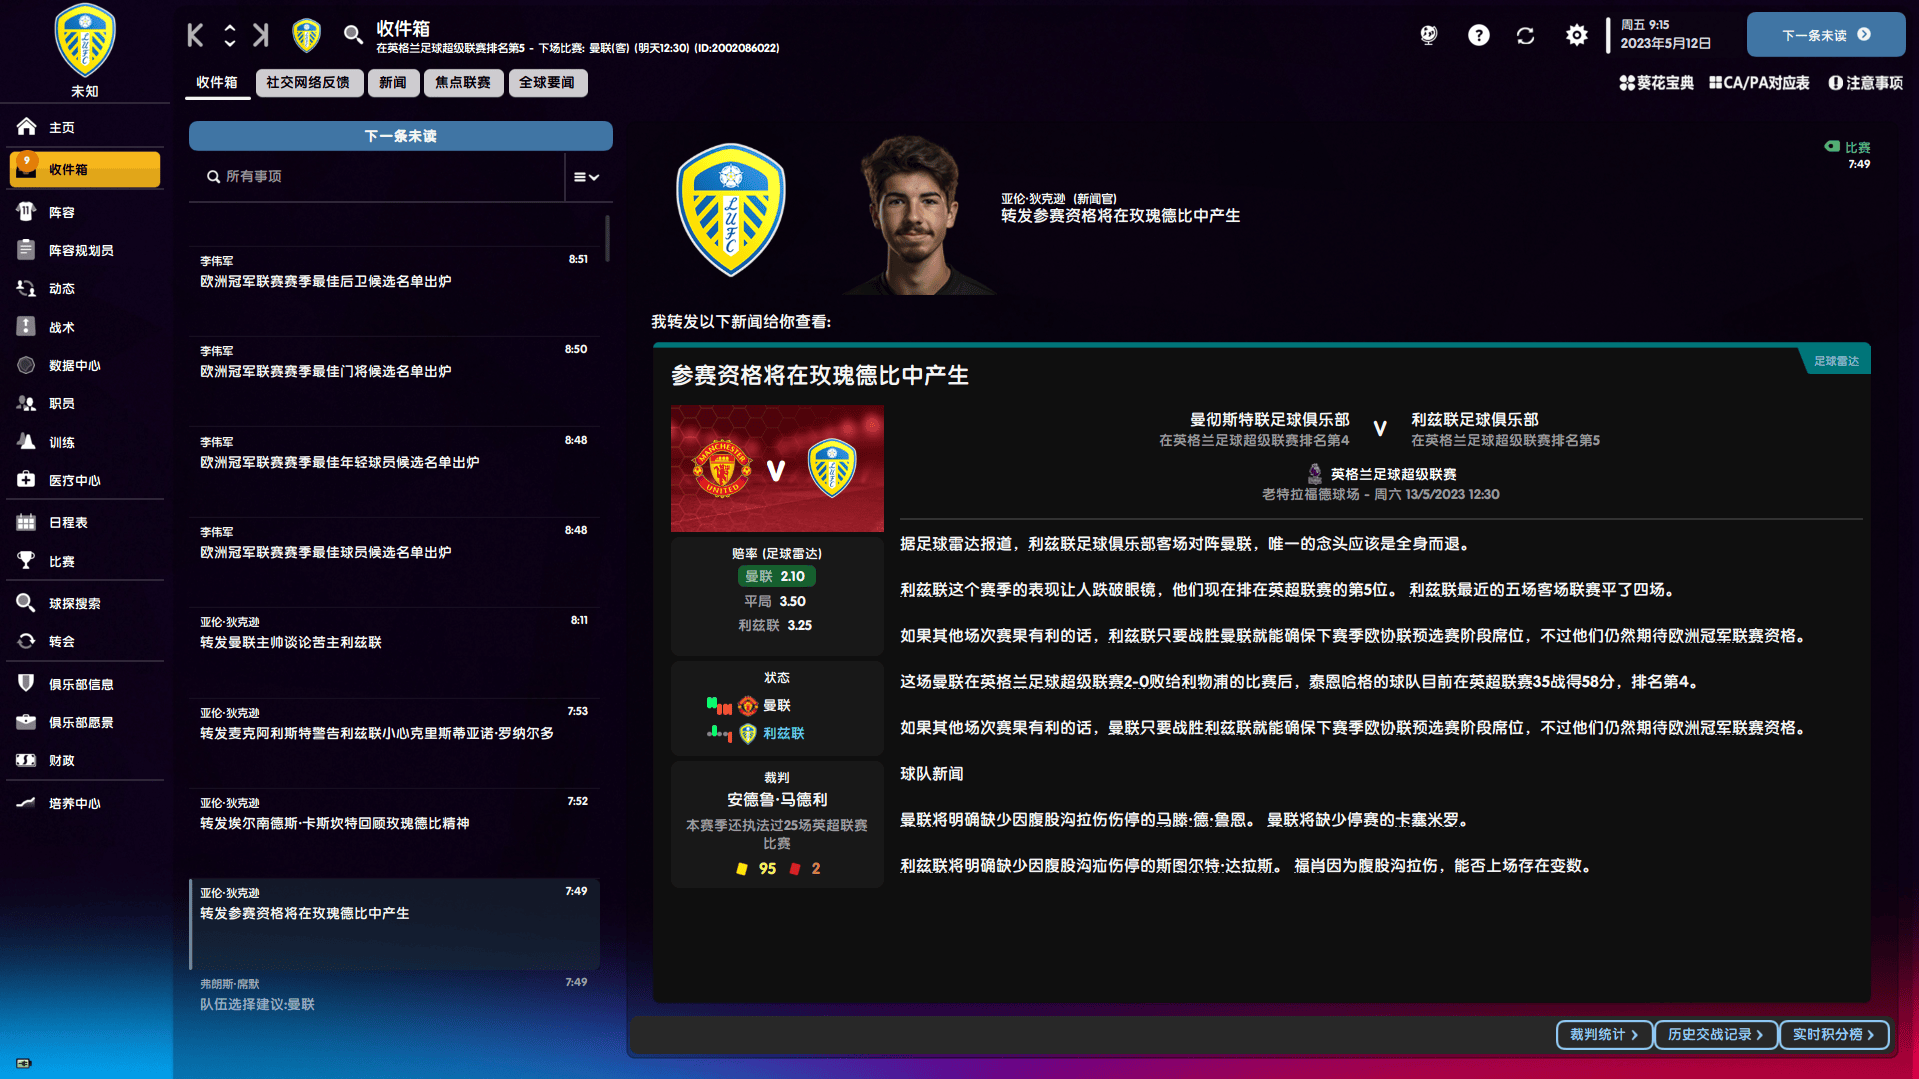 未知
主页
9
收件箱
阵容
阵容规划员
动态
战术
数据中心
职员
训练
医疗中心
日程表
比赛
球探搜索
转会
俱乐部信息
俱乐部愿景
财政
培养中心
收件箱
在英格兰足球超级联赛排名第5 - 下场比赛: 曼联(客) (明天12:30) (ID:2002086022)
周五 9:15
2023年5月12日
下一条未读
收件箱
社交网络反馈
新闻
焦点联赛
全球要闻
葵花宝典
CA/PA对应表
注意事项
下一条未读
所有事项
李伟军
8:51
欧洲冠军联赛赛季最佳后卫候选名单出炉
李伟军
8:50
欧洲冠军联赛赛季最佳门将候选名单出炉
李伟军
8:48
欧洲冠军联赛赛季最佳年轻球员候选名单出炉
李伟军
8:48
欧洲冠军联赛赛季最佳球员候选名单出炉
亚伦·狄克逊
8:11
转发曼联主帅谈论苦主利兹联
亚伦·狄克逊
7:53
转发麦克阿利斯特警告利兹联小心克里斯蒂亚诺·罗纳尔多
亚伦·狄克逊
7:52
转发埃尔南德斯·卡斯坎特回顾玫瑰德比精神
亚伦·狄克逊
7:49
转发参赛资格将在玫瑰德比中产生
弗朗斯·席默
7:49
队伍选择建议:曼联
LUFC
亚伦·狄克逊 (新闻官)
转发参赛资格将在玫瑰德比中产生
比赛
7:49
我转发以下新闻给你查看:
足球雷达
参赛资格将在玫瑰德比中产生
MANCHESTER UNITED
V
曼彻斯特联足球俱乐部
在英格兰足球超级联赛排名第4
V
利兹联足球俱乐部
在英格兰足球超级联赛排名第5
英格兰足球超级联赛
老特拉福德球场 - 周六 13/5/2023 12:30
赔率 (足球雷达)
曼联 2.10
平局 3.50
利兹联 3.25
状态
曼联
利兹联
裁判
安德鲁·马德利
本赛季还执法过25场英超联赛
比赛
95 2
据足球雷达报道，利兹联足球俱乐部客场对阵曼联，唯一的念头应该是全身而退。
利兹联这个赛季的表现让人跌破眼镜，他们现在排在英超联赛的第5位。 利兹联最近的五场客场联赛平了四场。
如果其他场次赛果有利的话，利兹联只要战胜曼联就能确保下赛季欧协联预选赛阶段席位，不过他们仍然期待欧洲冠军联赛资格。
这场曼联在英格兰足球超级联赛2-0败给利物浦的比赛后，泰恩哈格的球队目前在英超联赛35战得58分，排名第4。
如果其他场次赛果有利的话，曼联只要战胜利兹联就能确保下赛季欧协联预选赛阶段席位，不过他们仍然期待欧洲冠军联赛资格。
球队新闻
曼联将明确缺少因腹股沟拉伤伤停的马滕·德·鲁恩。 曼联将缺少停赛的卡塞米罗。
利兹联将明确缺少因腹股沟疝伤停的斯图尔特·达拉斯。 福肖因为腹股沟拉伤，能否上场存在变数。
裁判统计
历史交战记录
实时积分榜